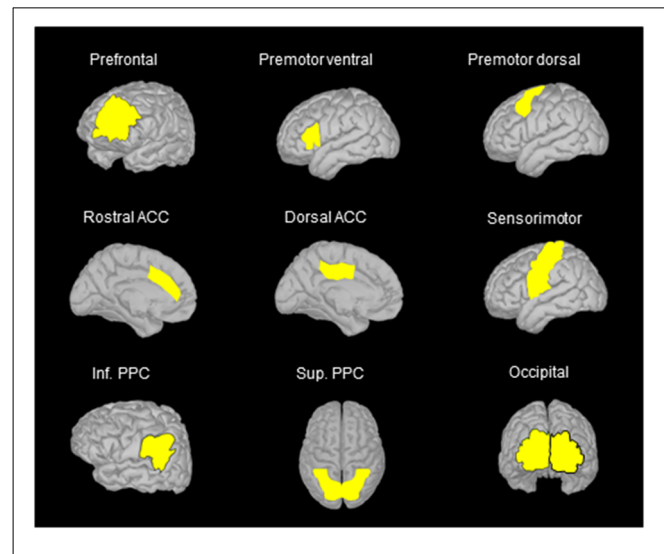 Prefrontal
Premotor ventral
Premotor dorsal
Rostral ACC
Dorsal ACC
Sensorimotor
Inf. PPC
Sup. PPC
Occipital